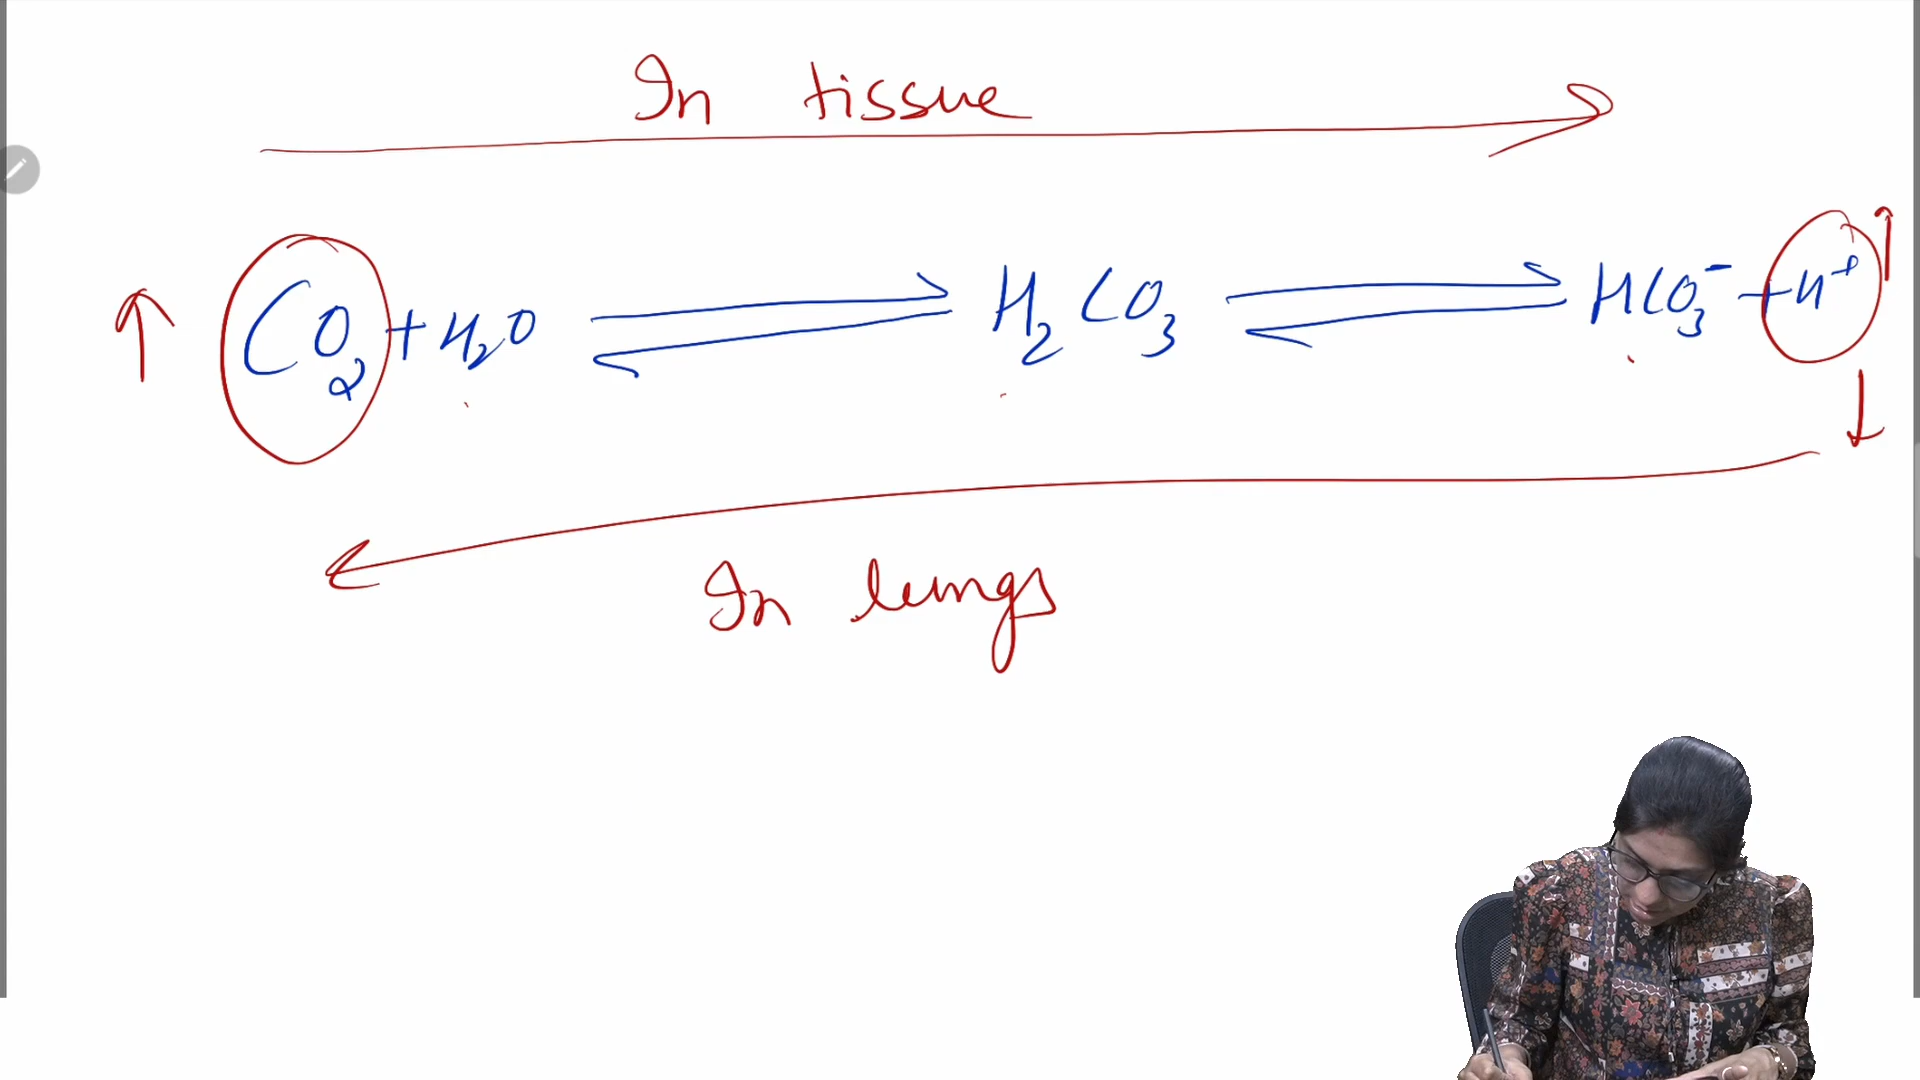 In tissue
↑ CO₂ + H₂O ⇌ H₂CO₃ ⇌ HCO₃⁻ + H⁺ ↑
↓
In lungs